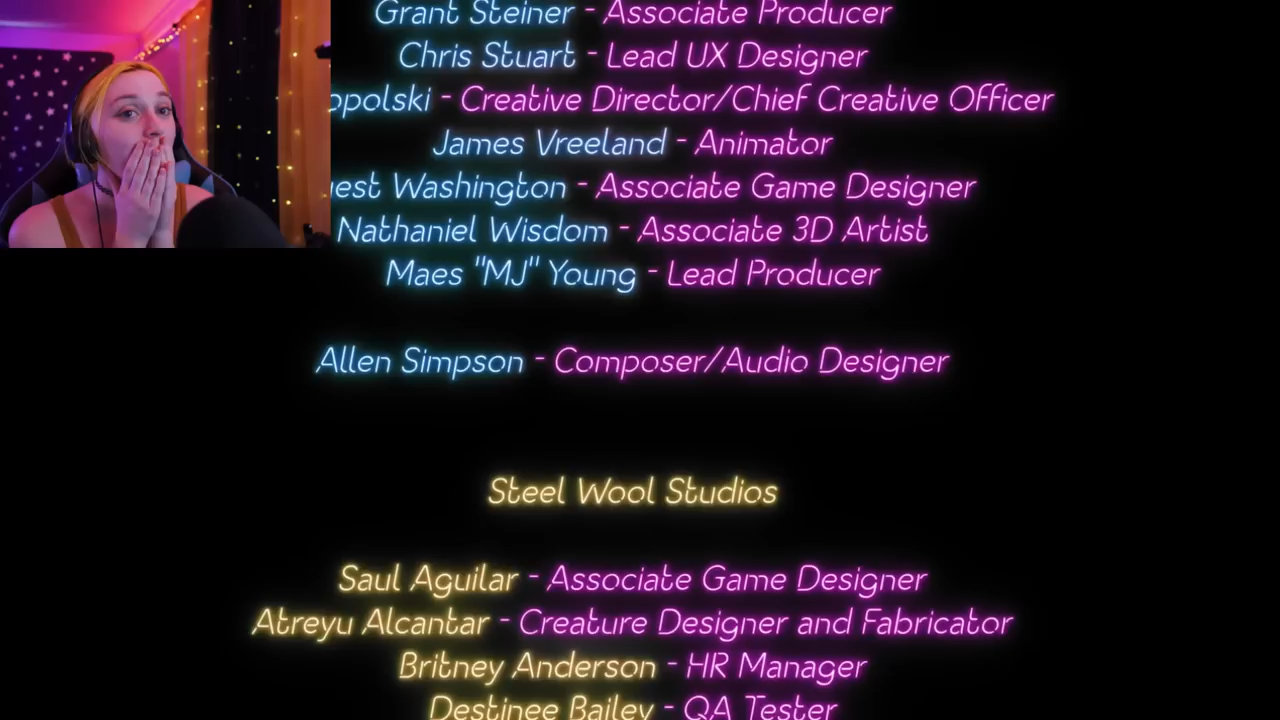 Grant Steiner - Associate Producer
Chris Stuart - Lead UX Designer
opolski - Creative Director/Chief Creative Officer
James Vreeland - Animator
uest Washington - Associate Game Designer
Nathaniel Wisdom - Associate 3D Artist
Maes "MJ" Young - Lead Producer
Allen Simpson - Composer/Audio Designer
Steel Wool Studios
Saul Aguilar - Associate Game Designer
Atreyu Alcantar - Creature Designer and Fabricator
Britney Anderson - HR Manager
Destinee Bailey - QA Tester